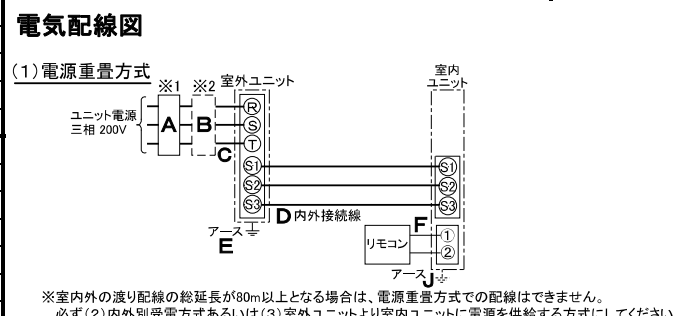 電気配線図
(1)電源重畳方式
※1 ※2 室外ユニット
室内
ユニット
ユニット電源
三相 200V
A B
R
S
T
C
S1 S1
S2 S2
S3 S3
D 内外接続線
アース
E
F
リモコン
①
②
アース J
※室内外の渡り配線の総延長が80m以上となる場合は、電源重畳方式での配線はできません。
必ず(2)内外別受電方式あるいは(3)室外ユニットより室内ユニットに電源を供給する方式にしてください